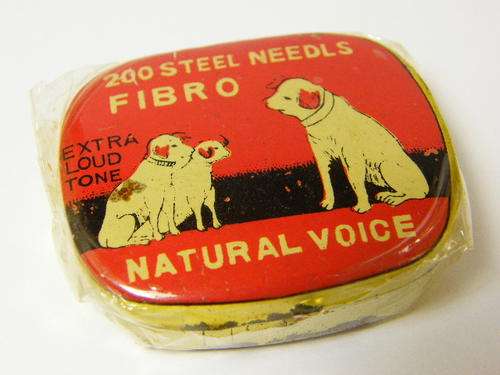 200 STEEL NEEDLS
FIBRO
EXTRA
LOUD
TONE
NATURAL VOICE